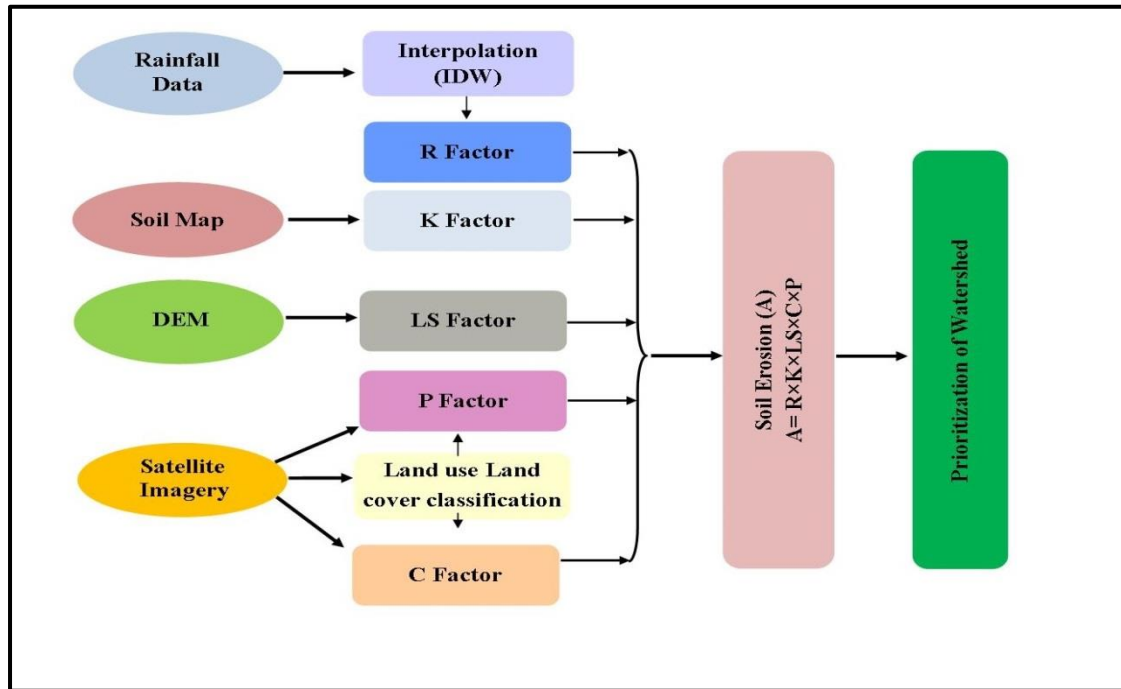 Rainfall
Data
Interpolation
(IDW)
R Factor
Soil Map
K Factor
DEM
LS Factor
P Factor
Satellite
Imagery
Land use Land
cover classification
C Factor
Soil Erosion (A)
A= R×K×LS×C×P
Prioritization of Watershed